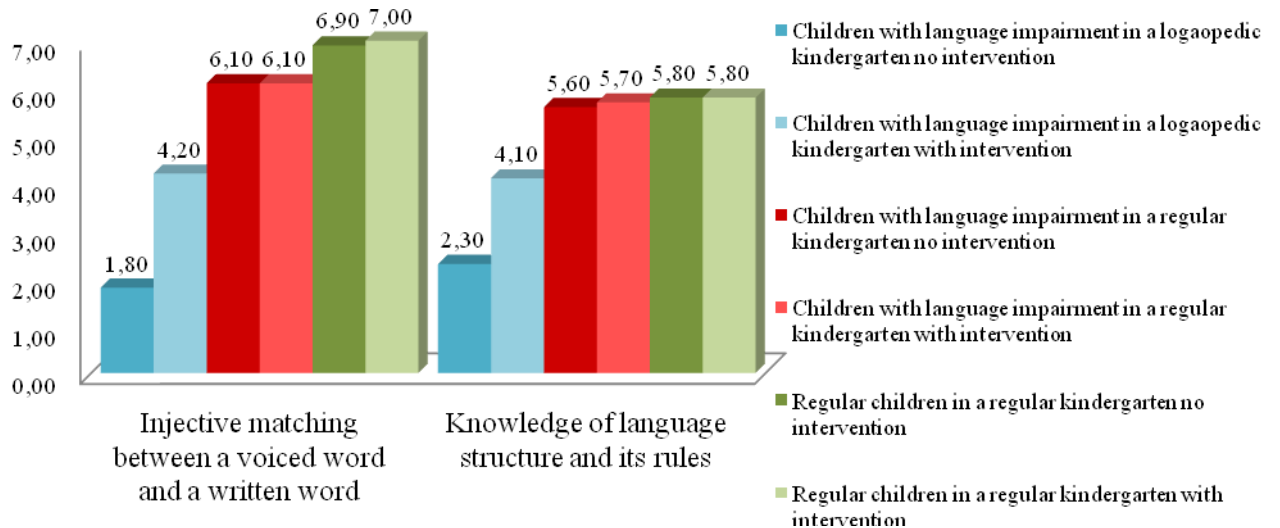 7,00
6,00
5,00
4,00
3,00
2,00
1,00
0,00
1,80
4,20
6,10
6,10
6,90
7,00
2,30
4,10
5,60
5,70
5,80
5,80
Injective matching
between a voiced word
and a written word
Knowledge of language
structure and its rules
Children with language impairment in a logaopedic
kindergarten no intervention
Children with language impairment in a logaopedic
kindergarten with intervention
Children with language impairment in a regular
kindergarten no intervention
Children with language impairment in a regular
kindergarten with intervention
Regular children in a regular kindergarten no
intervention
Regular children in a regular kindergarten with
intervention